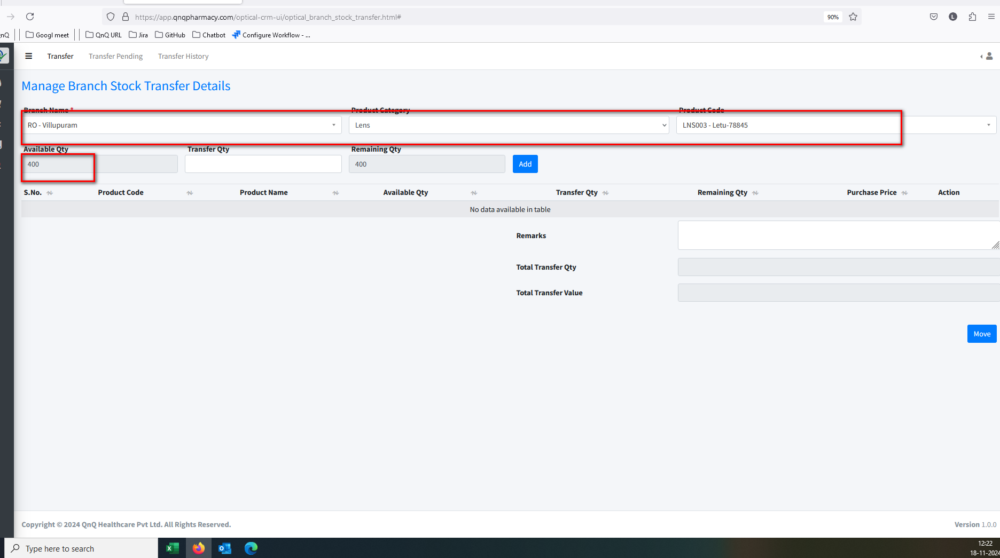 https://app.qnqpharmacy.com/optical-crm-ui/optical_branch_stock_transfer.html#
90%
L
Googl meet
QnQ URL
Jira
GitHub
Chatbot
Configure Workflow - ...
Transfer
Transfer Pending
Transfer History
Manage Branch Stock Transfer Details
Branch Name *
Product Category
Product Code
RO - Villupuram
Lens
LNS003 - Letu-78845
Available Qty
Transfer Qty
Remaining Qty
400
400
Add
S.No.
Product Code
Product Name
Available Qty
Transfer Qty
Remaining Qty
Purchase Price
Action
No data available in table
Remarks
Total Transfer Qty
Total Transfer Value
Move
Copyright © 2024 QnQ Healthcare Pvt Ltd. All Rights Reserved.
Version 1.0.0
Type here to search
12:22
18-11-2024